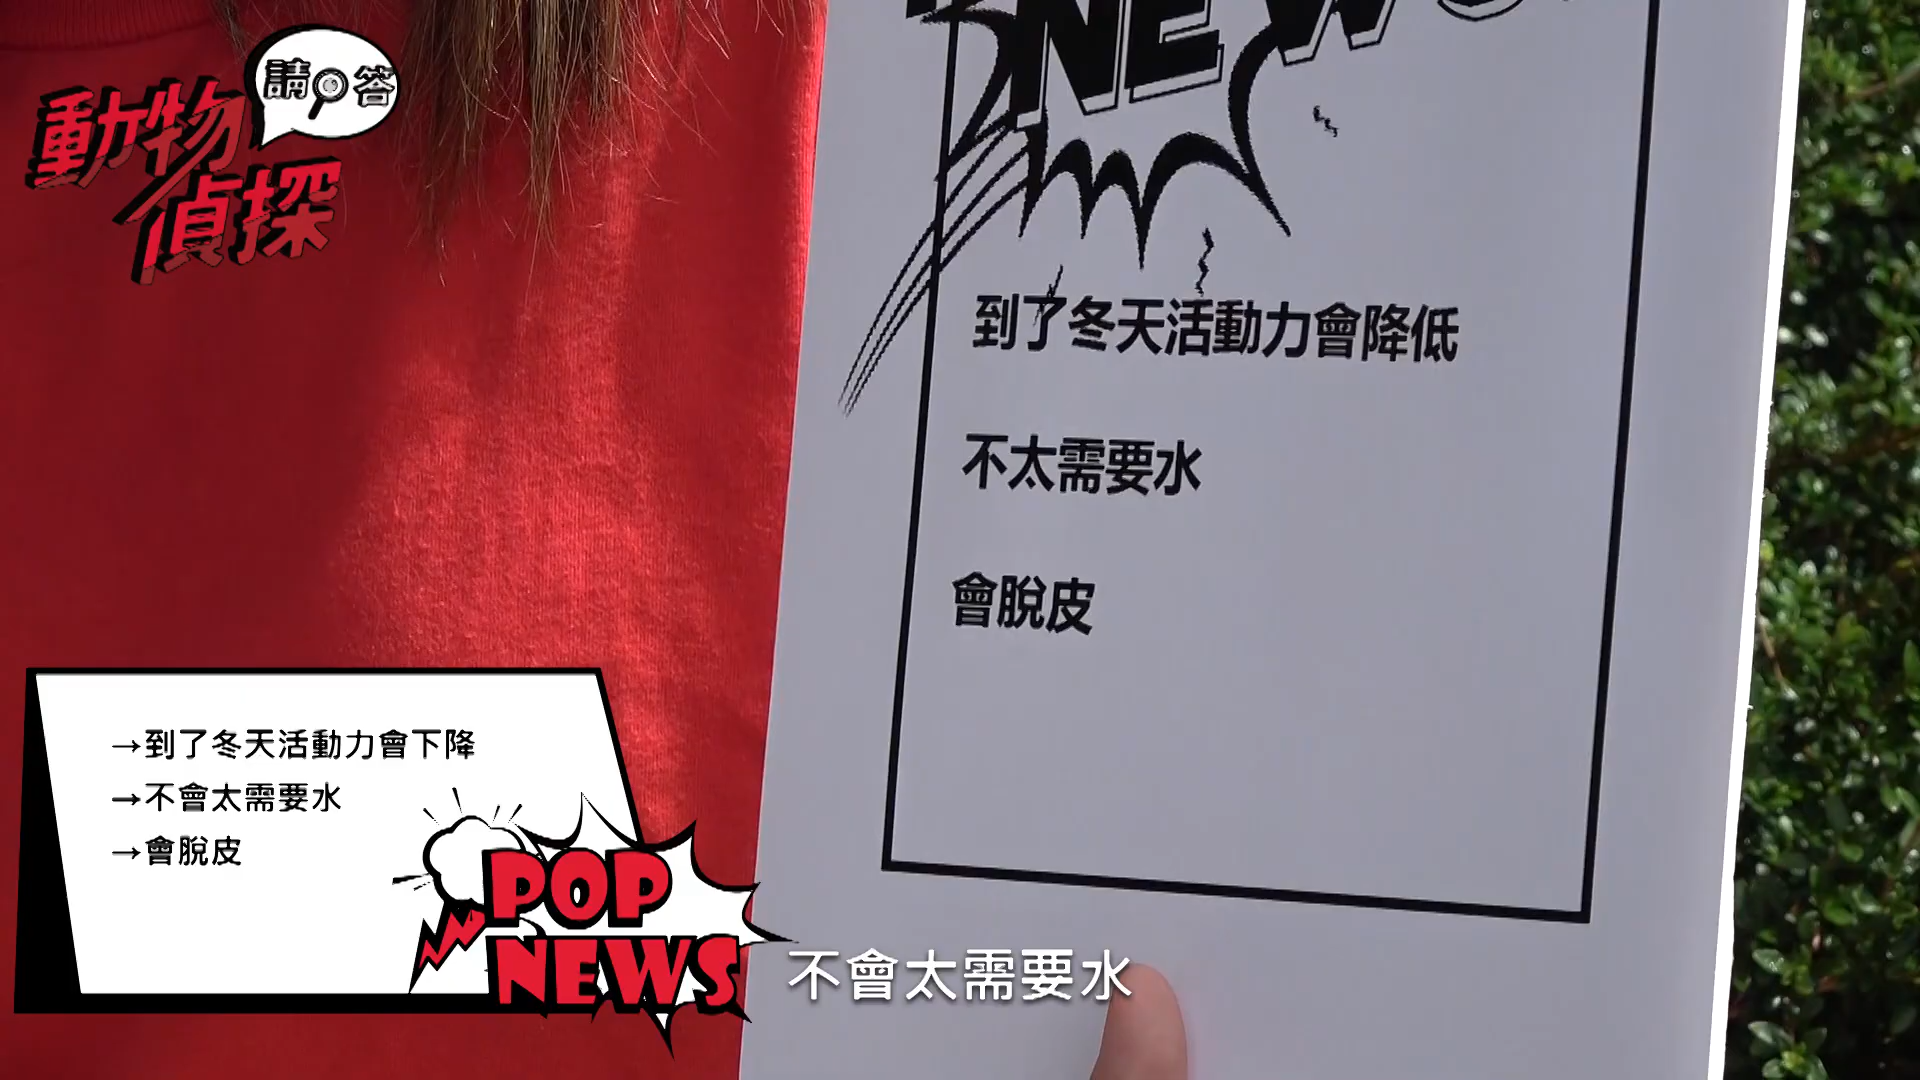 請答
動物
偵探
NEWS
到了冬天活動力會降低
不太需要水
會脫皮
→到了冬天活動力會下降
→不會太需要水
→會脫皮
POP
NEWS
不會太需要水